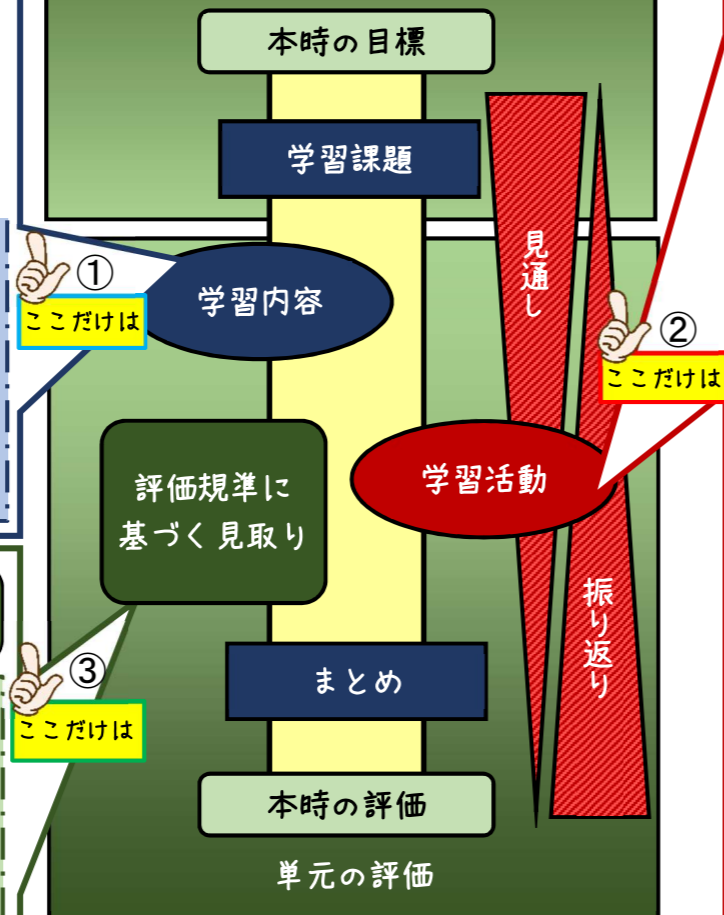 本時の目標
学習課題
見通し
①
ここだけは
学習内容
②
ここだけは
評価規準に
基づく見取り
学習活動
振り返り
③
ここだけは
まとめ
本時の評価
単元の評価